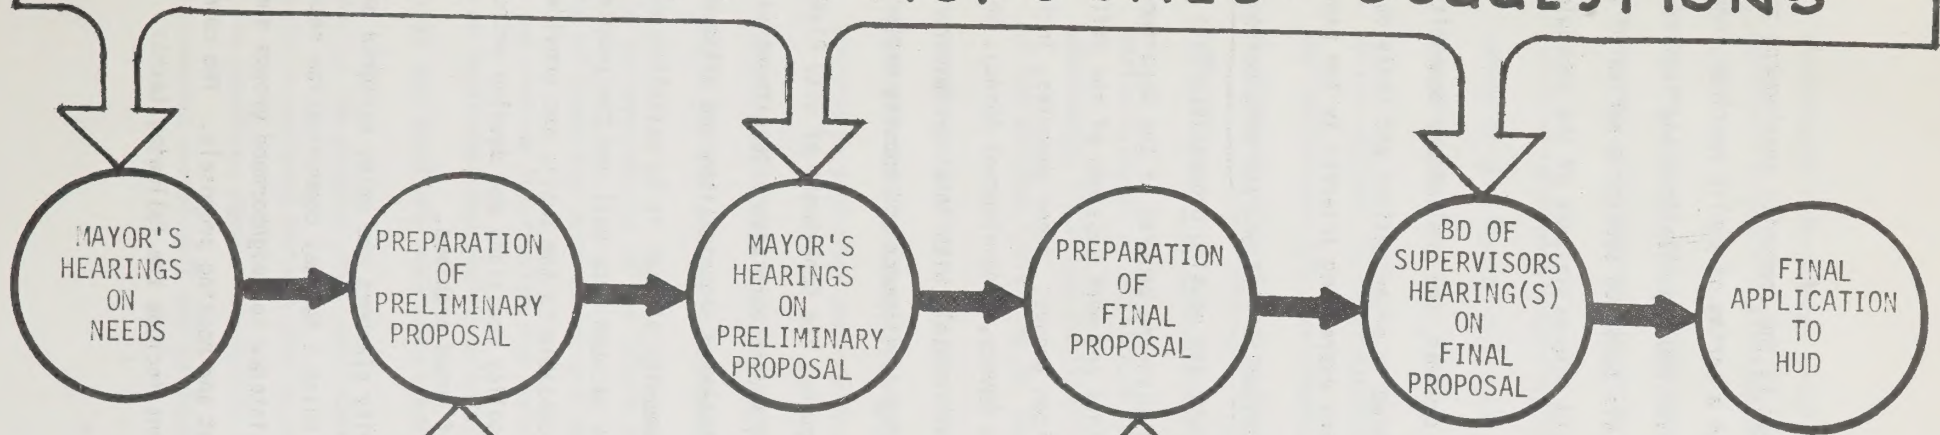 SUGGESTIONS
MAYOR'S
HEARINGS
ON
NEEDS
PREPARATION
OF
PRELIMINARY
PROPOSAL
MAYOR'S
HEARINGS
ON
PRELIMINARY
PROPOSAL
PREPARATION
OF
FINAL
PROPOSAL
BD OF
SUPERVISORS
HEARING(S)
ON
FINAL
PROPOSAL
FINAL
APPLICATION
TO
HUD